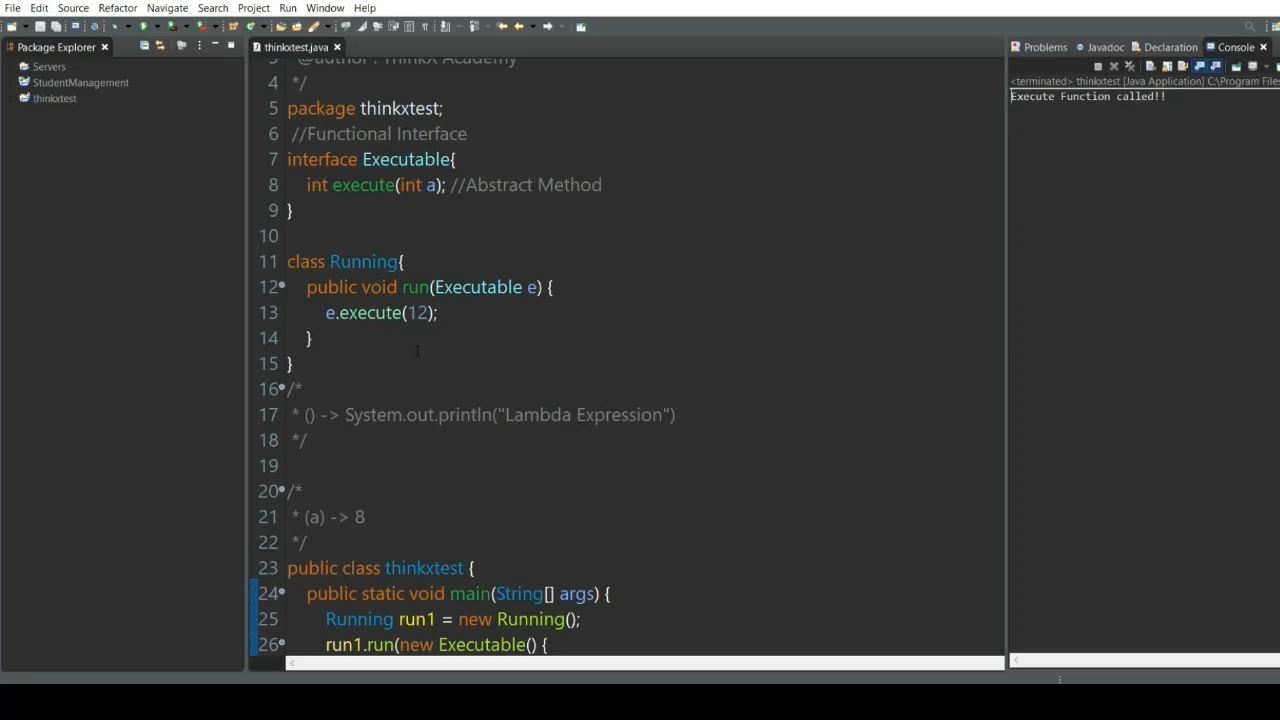 File Edit Source Refactor Navigate Search Project Run Window Help
Package Explorer
Servers
StudentManagement
thinkxtest
thinkxtest.java
3 @author : ThinkX Academy
4 */
5 package thinkxtest;
6 //Functional Interface
7 interface Executable{
8 int execute(int a); //Abstract Method
9 }
10
11 class Running{
12 public void run(Executable e) {
13 e.execute(12);
14 }
15 }
16 /*
17 * () -> System.out.println("Lambda Expression")
18 */
19
20 /*
21 * (a) -> 8
22 */
23 public class thinkxtest {
24 public static void main(String[] args) {
25 Running run1 = new Running();
26 run1.run(new Executable() {
Problems Javadoc Declaration Console
<terminated> thinkxtest [Java Application] C:\Program Files
Execute Function called!!